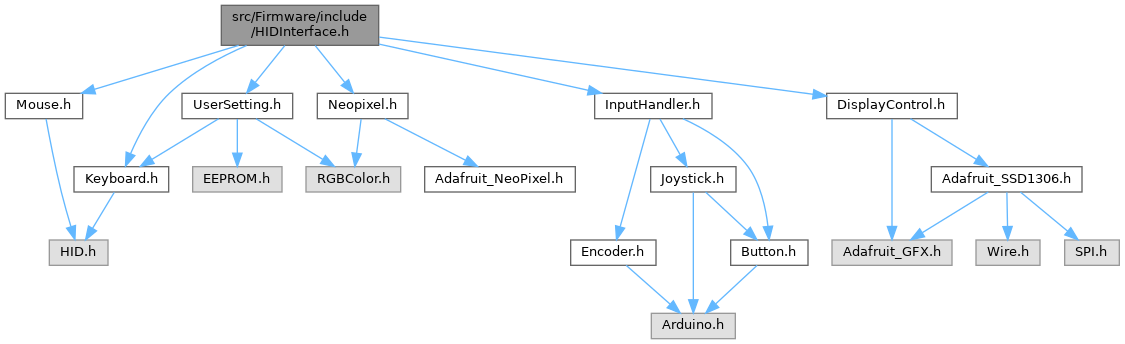 src/Firmware/include
/HIDInterface.h
Mouse.h
UserSetting.h
Neopixel.h
InputHandler.h
DisplayControl.h
Keyboard.h
EEPROM.h
RGBColor.h
Adafruit_NeoPixel.h
Joystick.h
Adafruit_SSD1306.h
HID.h
Encoder.h
Button.h
Adafruit_GFX.h
Wire.h
SPI.h
Arduino.h